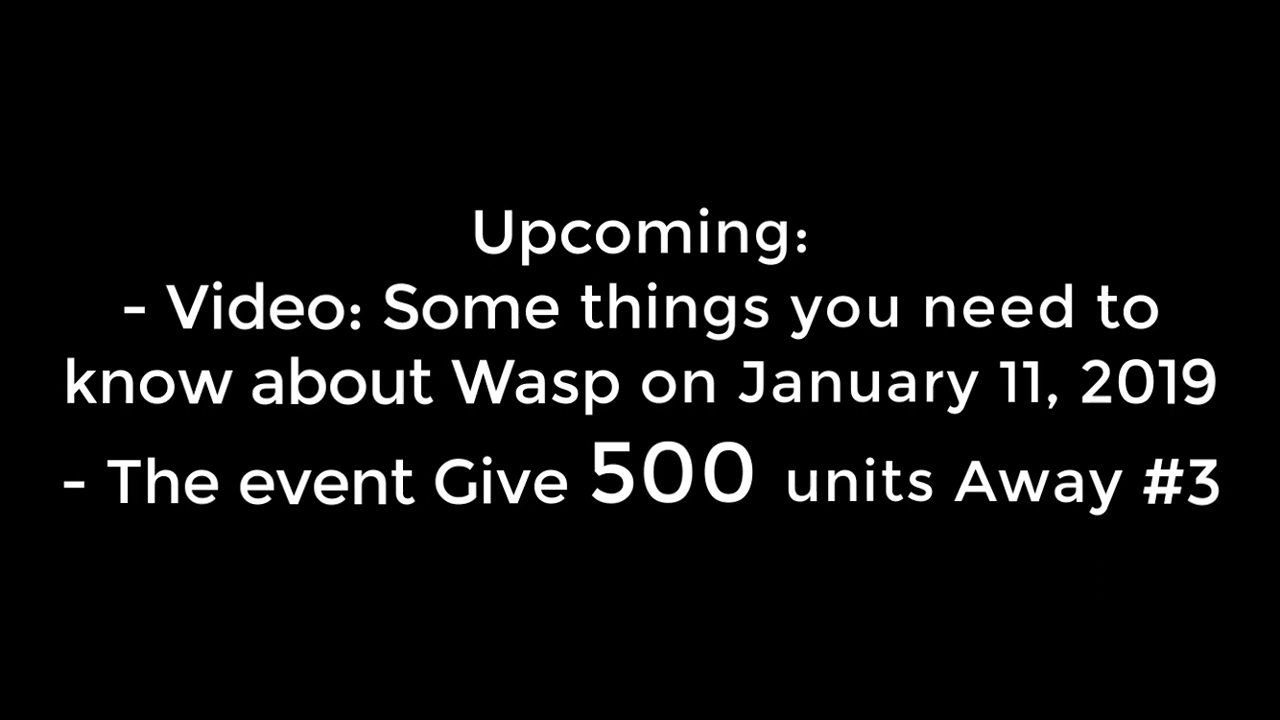 Upcoming:
- Video: Some things you need to
know about Wasp on January 11, 2019
- The event Give 500 units Away #3